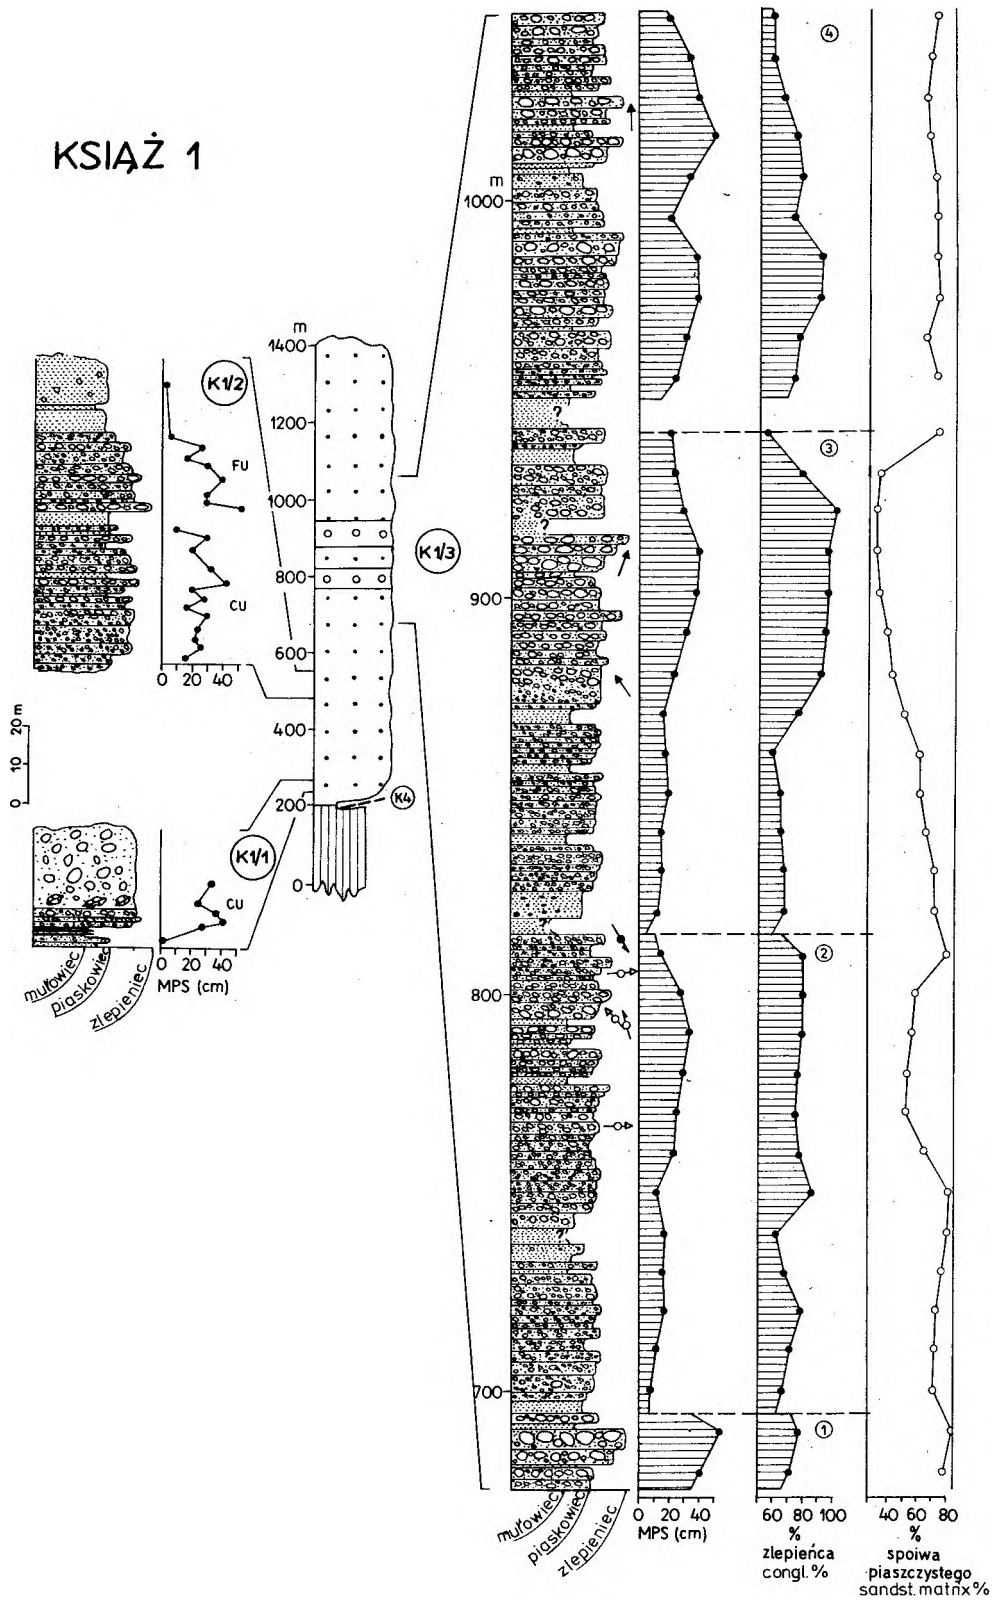 KSIĄŻ 1
K1/2
FU
CU
0 20 40
m
20
10
0
K1/1
CU
mułowiec
piaskowiec
zlepieniec
0 20 40
MPS (cm)
m
1400
1200
1000
800
600
400
200
0
K1/3
K4
m
1000
900
800
700
?
?
?
?
mułowiec
piaskowiec
zlepieniec
4
3
2
1
0 20 40
MPS (cm)
60 80 100
%
zlepieńca
congl. %
40 60 80
%
spoiwa
piaszczystego
sandst. matrix %